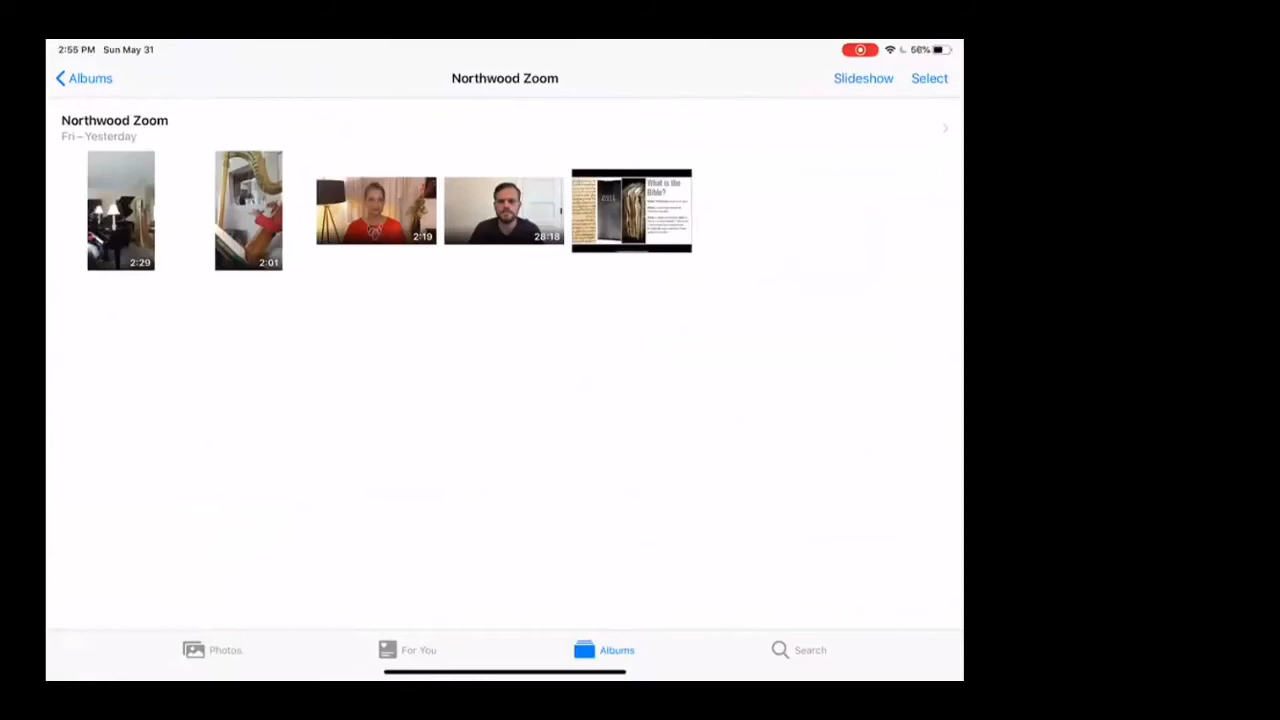 2:55 PM Sun May 31
56%
Albums
Northwood Zoom
Slideshow
Select
Northwood Zoom
Fri – Yesterday
2:29
2:01
2:19
28:18
What is the
Bible?
Photos
For You
Albums
Search